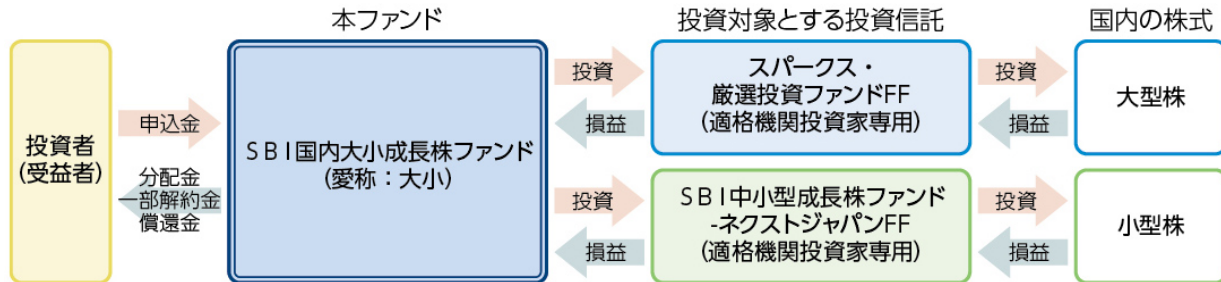 本ファンド
投資対象とする投資信託
国内の株式
投資者
(受益者)
申込金
分配金
一部解約金
償還金
SBI国内大小成長株ファンド
(愛称：大小)
投資
損益
スパークス・
厳選投資ファンドFF
(適格機関投資家専用)
投資
損益
大型株
投資
損益
SBI中小型成長株ファンド
-ネクストジャパンFF
(適格機関投資家専用)
投資
損益
小型株